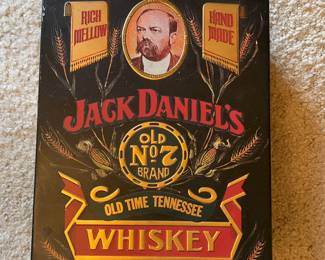 RICH
MELLOW
HAND
MADE
JACK DANIEL'S
OLD
No. 7
BRAND
OLD TIME TENNESSEE
WHISKEY